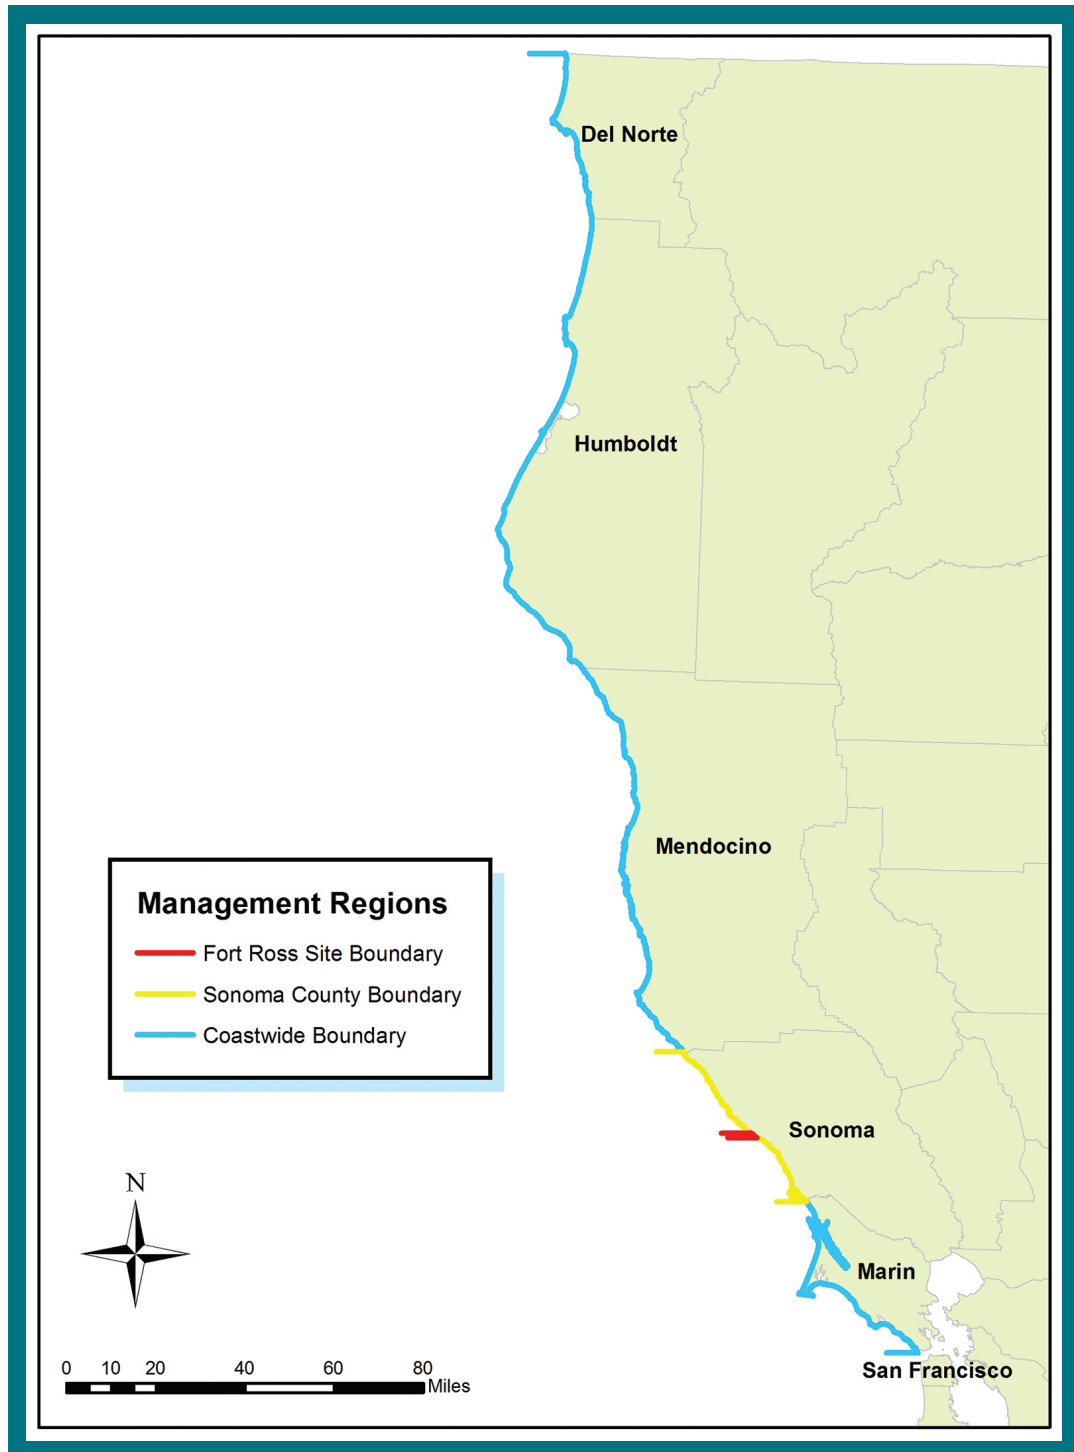 Del Norte
Humboldt
Mendocino
Management Regions
Fort Ross Site Boundary
Sonoma County Boundary
Coastwide Boundary
Sonoma
N
Marin
0 10 20 40 60 80
Miles
San Francisco